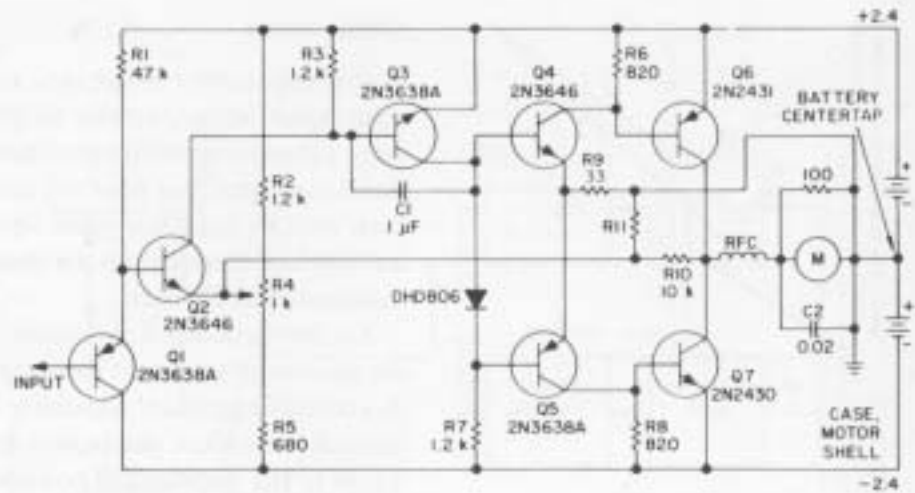 +2.4
R1
47 k
R3
1.2 k
Q3
2N3638A
Q4
2N3646
R6
820
Q6
2N2431
BATTERY
CENTERTAP
R2
1.2 k
C1
1 µF
R9
33
R11
100
R4
1 k
R10
10 k
RFC
M
Q2
2N3646
DHD806
C2
0.02
INPUT
Q1
2N3638A
R5
680
R7
1.2 k
Q5
2N3638A
R8
820
Q7
2N2430
CASE,
MOTOR
SHELL
-2.4